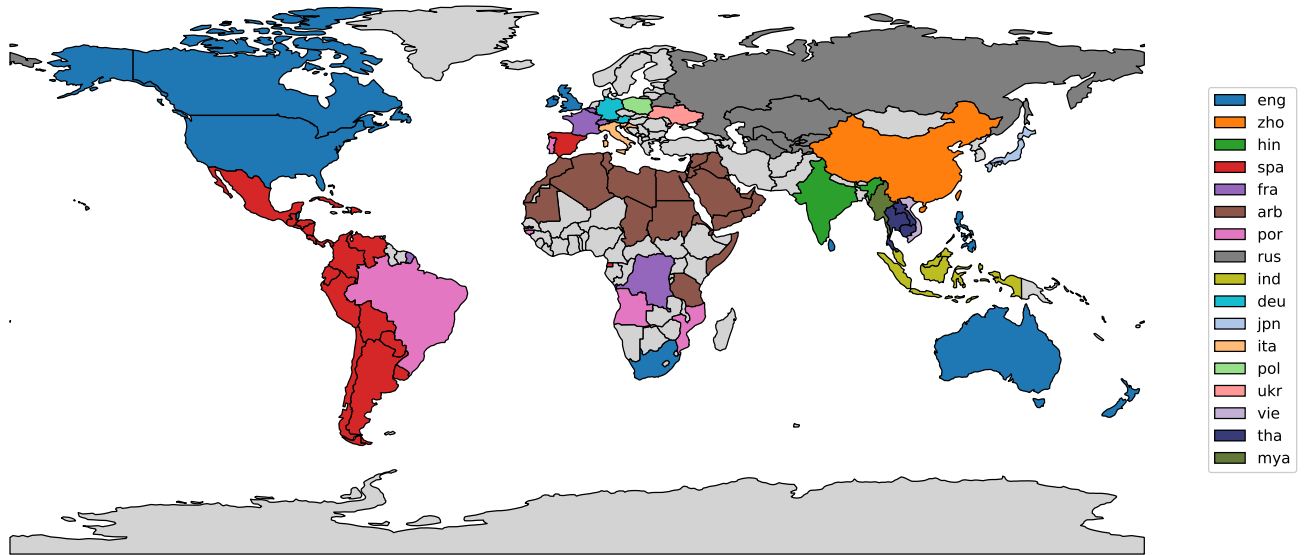 eng
zho
hin
spa
fra
arb
por
rus
ind
deu
jpn
ita
pol
ukr
vie
tha
mya